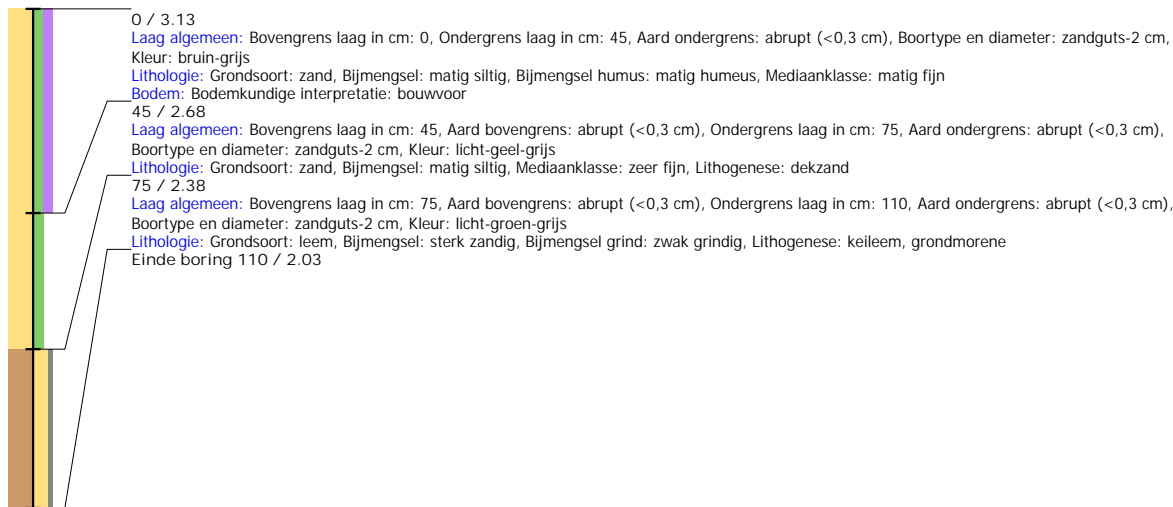 0 / 3.13
Laag algemeen: Bovengrens laag in cm: 0, Ondergrens laag in cm: 45, Aard ondergrens: abrupt (<0,3 cm), Boortype en diameter: zandguts-2 cm,
Kleur: bruin-grijs
Lithologie: Grondsoort: zand, Bijmengsel: matig siltig, Bijmengsel humus: matig humeus, Mediaanklasse: matig fijn
Bodem: Bodemkundige interpretatie: bouwvoor
45 / 2.68
Laag algemeen: Bovengrens laag in cm: 45, Aard bovengrens: abrupt (<0,3 cm), Ondergrens laag in cm: 75, Aard ondergrens: abrupt (<0,3 cm),
Boortype en diameter: zandguts-2 cm, Kleur: licht-geel-grijs
Lithologie: Grondsoort: zand, Bijmengsel: matig siltig, Mediaanklasse: zeer fijn, Lithogenese: dekzand
75 / 2.38
Laag algemeen: Bovengrens laag in cm: 75, Aard bovengrens: abrupt (<0,3 cm), Ondergrens laag in cm: 110, Aard ondergrens: abrupt (<0,3 cm),
Boortype en diameter: zandguts-2 cm, Kleur: licht-groen-grijs
Lithologie: Grondsoort: leem, Bijmengsel: sterk zandig, Bijmengsel grind: zwak grindig, Lithogenese: keileem, grondmorene
Einde boring 110 / 2.03